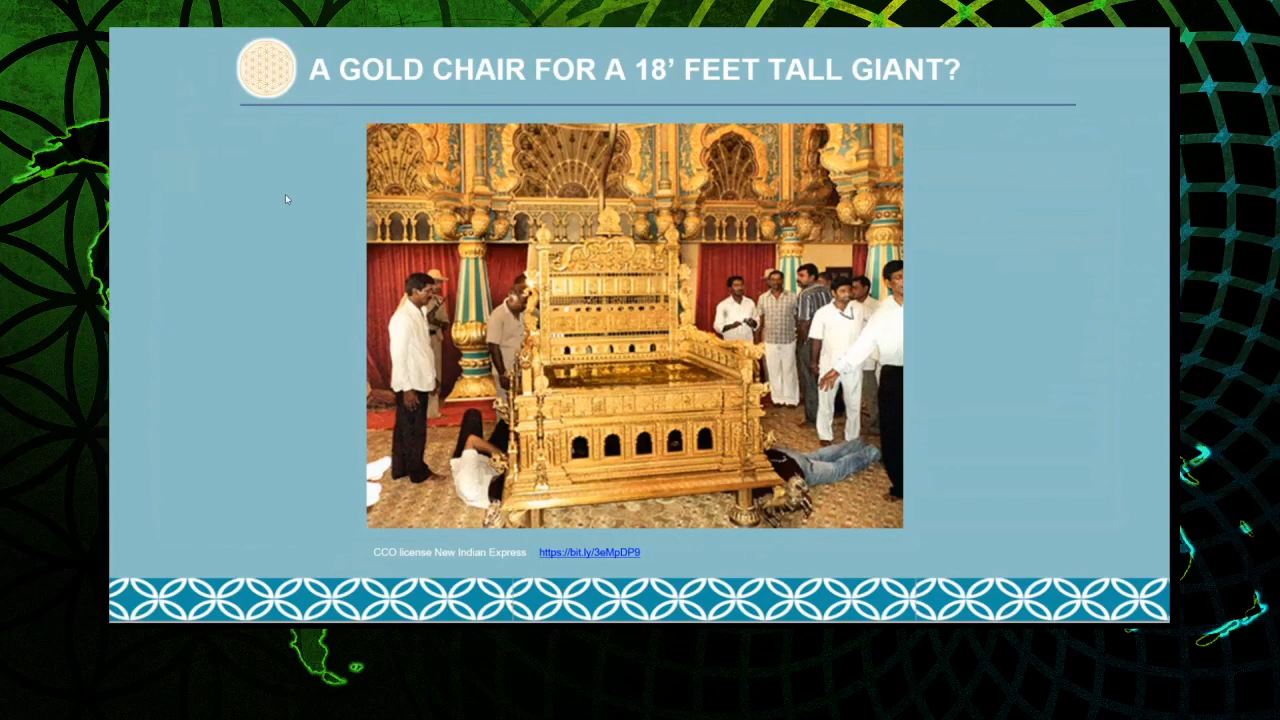 A GOLD CHAIR FOR A 18’ FEET TALL GIANT?
CCO license New Indian Express https://bit.ly/3eMpDP9